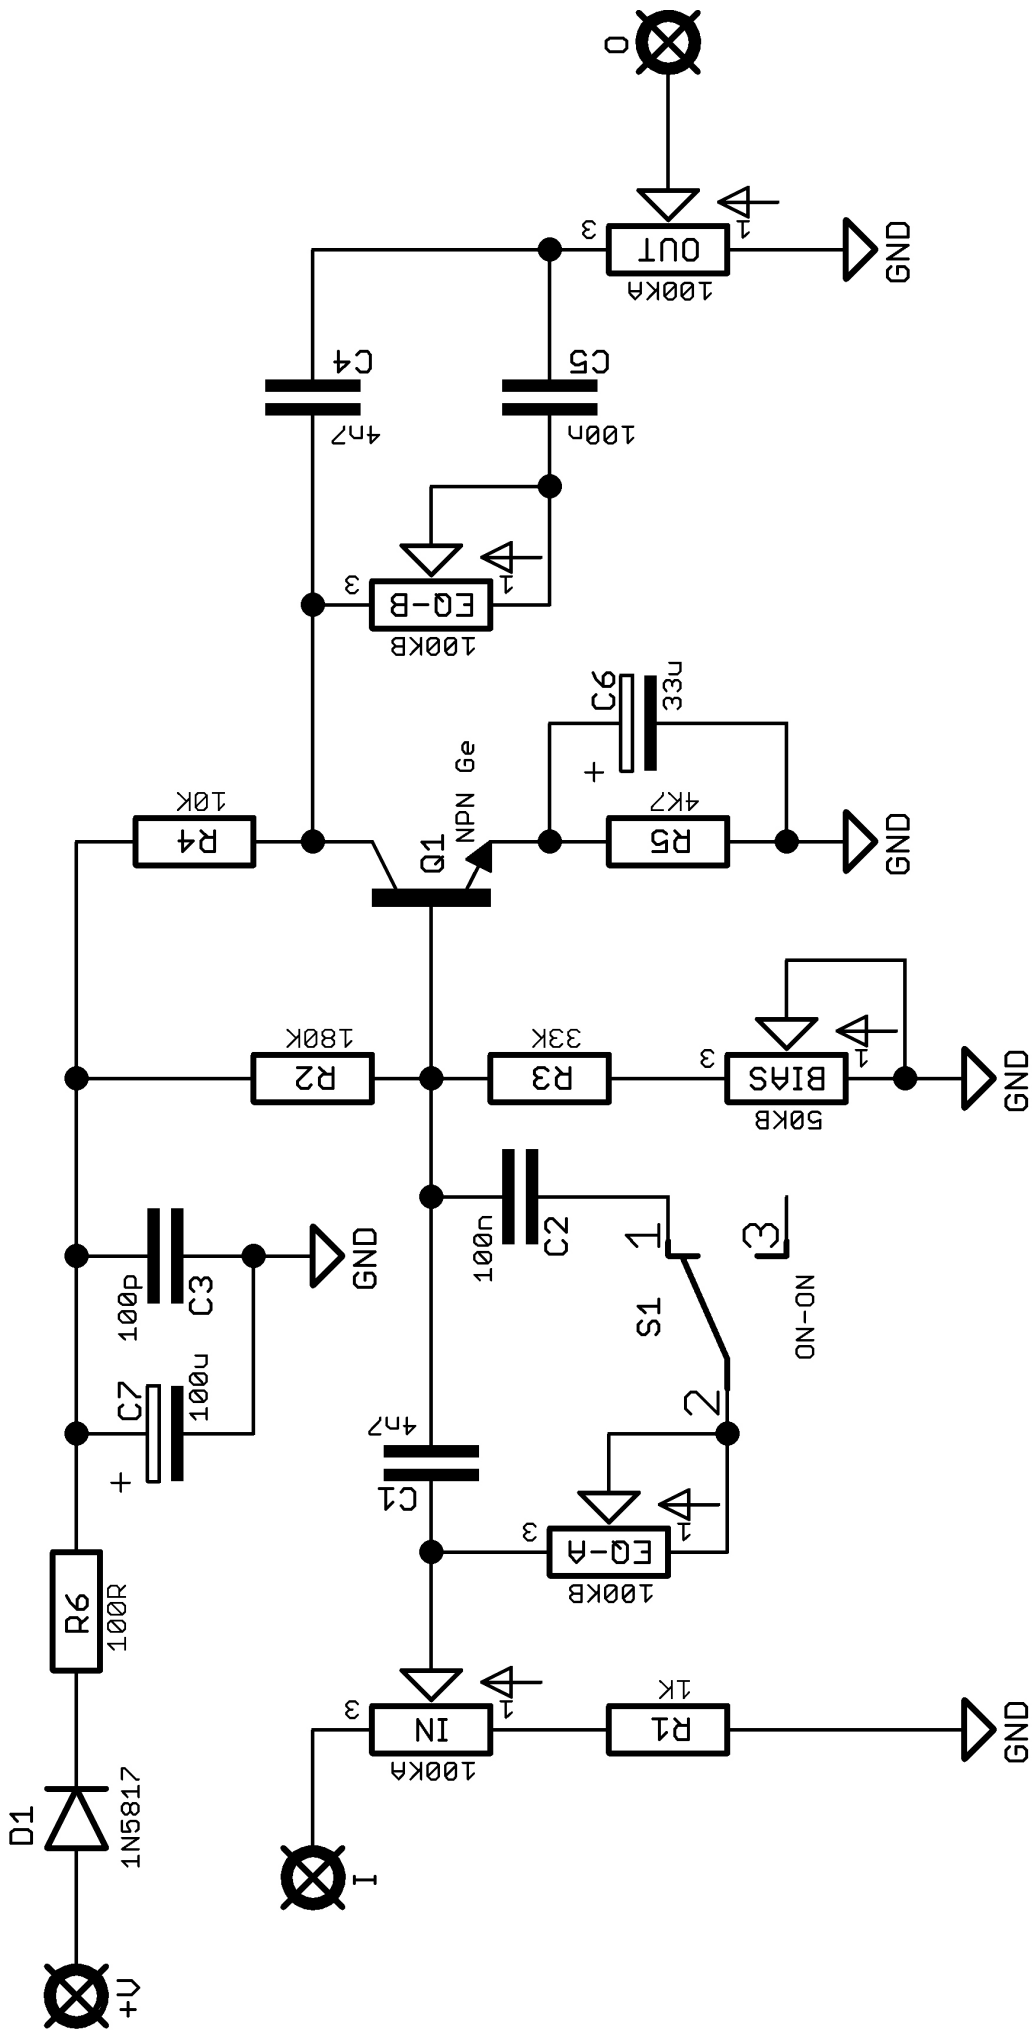 O
3
OUT
1
100KA
GND
C4
4n7
C5
100n
3
EQ-B
1
100KB
C6
33u
+
R4
10K
Q1
NPN Ge
R5
4K7
GND
R2
180K
R3
33K
3
BIAS
1
50KB
GND
100p
C3
GND
C7
100u
+
100n
C2
1
3
S1
ON-ON
2
4n7
C1
3
EQ-A
1
100KB
R6
100R
3
IN
1
100KA
R1
1K
GND
D1
1N5817
I
+V